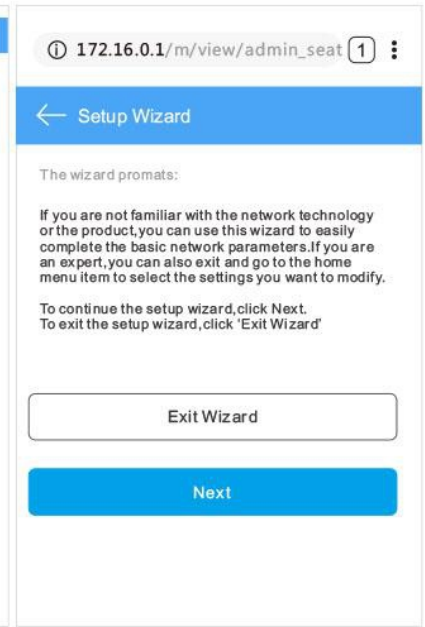 172.16.0.1/m/view/admin_seat 1
Setup Wizard
The wizard promats:
If you are not familiar with the network technology
or the product,you can use this wizard to easily
complete the basic network parameters.If you are
an expert,you can also exit and go to the home
menu item to select the settings you want to modify.
To continue the setup wizard,click Next.
To exit the setup wizard,click 'Exit Wizard'
Exit Wizard
Next